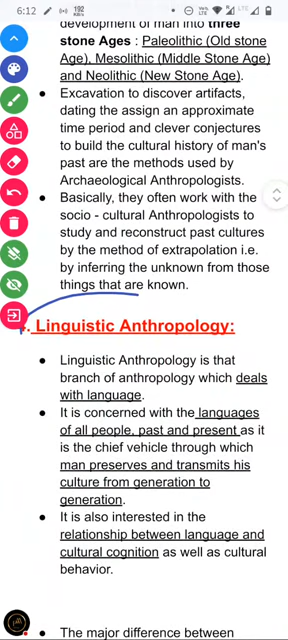 6:12
192
KB/s
VoLTE
development of man into three
stone Ages : Paleolithic (Old stone
Age), Mesolithic (Middle Stone Age)
and Neolithic (New Stone Age).
● Excavation to discover artifacts,
dating the assign an approximate
time period and clever conjectures
to build the cultural history of man's
past are the methods used by
Archaeological Anthropologists.
● Basically, they often work with the
socio - cultural Anthropologists to
study and reconstruct past cultures
by the method of extrapolation i.e.
by inferring the unknown from those
things that are known.
. Linguistic Anthropology:
● Linguistic Anthropology is that
branch of anthropology which deals
with language.
● It is concerned with the languages
of all people, past and present as it
is the chief vehicle through which
man preserves and transmits his
culture from generation to
generation.
● It is also interested in the
relationship between language and
cultural cognition as well as cultural
behavior.
● The major difference between